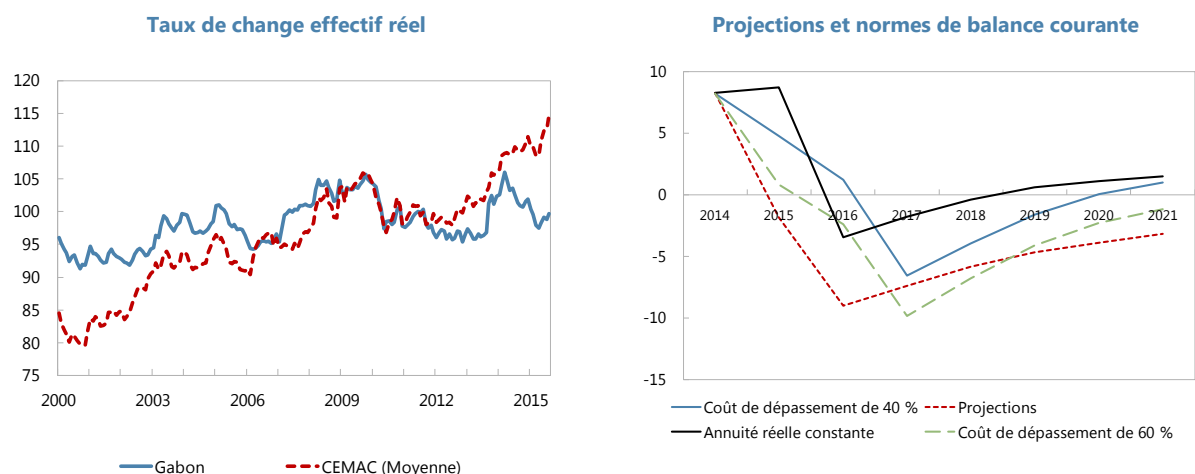 Taux de change effectif réel
120
115
110
105
100
95
90
85
80
75
2000 2003 2006 2009 2012 2015
Gabon CEMAC (Moyenne)
Projections et normes de balance courante
10
5
0
-5
-10
-15
2014 2015 2016 2017 2018 2019 2020 2021
Coût de dépassement de 40 % Projections
Annuité réelle constante Coût de dépassement de 60 %